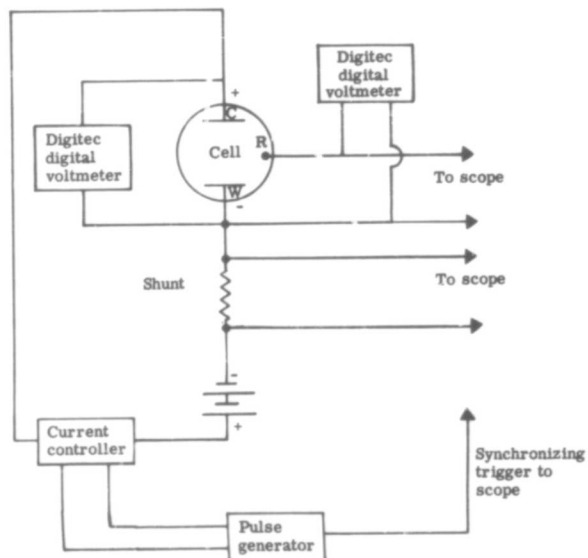 Digitec
digital
voltmeter
+
C
R
Digitec
digital
voltmeter
Cell
To scope
W
-
Shunt
To scope
-
+
Current
controller
Synchronizing
trigger to
scope
Pulse
generator